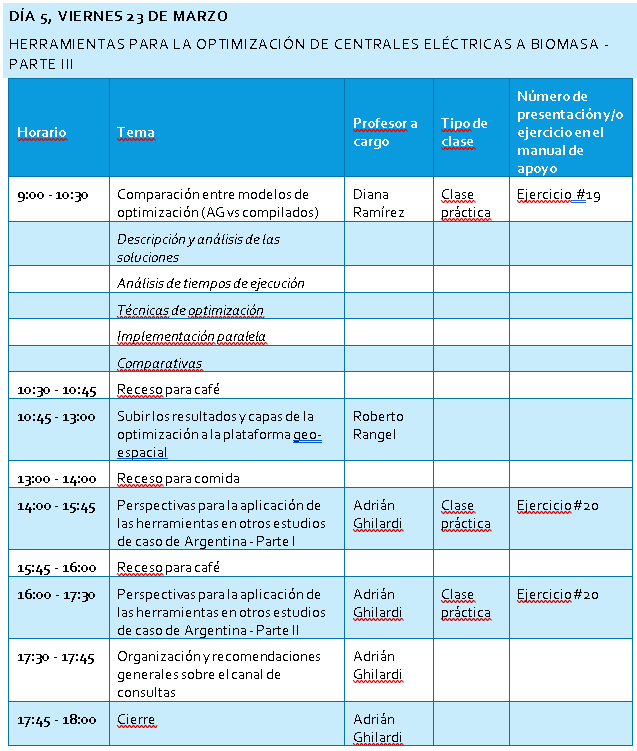 DÍA 5, VIERNES 23 DE MARZO
HERRAMIENTAS PARA LA OPTIMIZACIÓN DE CENTRALES ELÉCTRICAS A BIOMASA -
PARTE III
Horario
Tema
Profesor a
cargo
Tipo de
clase
Número de
presentación y/o
ejercicio en el
manual de
apoyo
9:00 - 10:30
Comparación entre modelos de
optimización (AG vs compilados)
Diana
Ramírez
Clase
práctica
Ejercicio #19
Descripción y análisis de las
soluciones
Análisis de tiempos de ejecución
Técnicas de optimización
Implementación paralela
Comparativas
10:30 - 10:45
Receso para café
10:45 - 13:00
Subir los resultados y capas de la
optimización a la plataforma geo-
espacial
Roberto
Rangel
13:00 - 14:00
Receso para comida
14:00 - 15:45
Perspectivas para la aplicación de
las herramientas en otros estudios
de caso de Argentina - Parte I
Adrián
Ghilardi
Clase
práctica
Ejercicio #20
15:45 - 16:00
Receso para café
16:00 - 17:30
Perspectivas para la aplicación de
las herramientas en otros estudios
de caso de Argentina - Parte II
Adrián
Ghilardi
Clase
práctica
Ejercicio #20
17:30 - 17:45
Organización y recomendaciones
generales sobre el canal de
consultas
Adrián
Ghilardi
17:45 - 18:00
Cierre
Adrián
Ghilardi